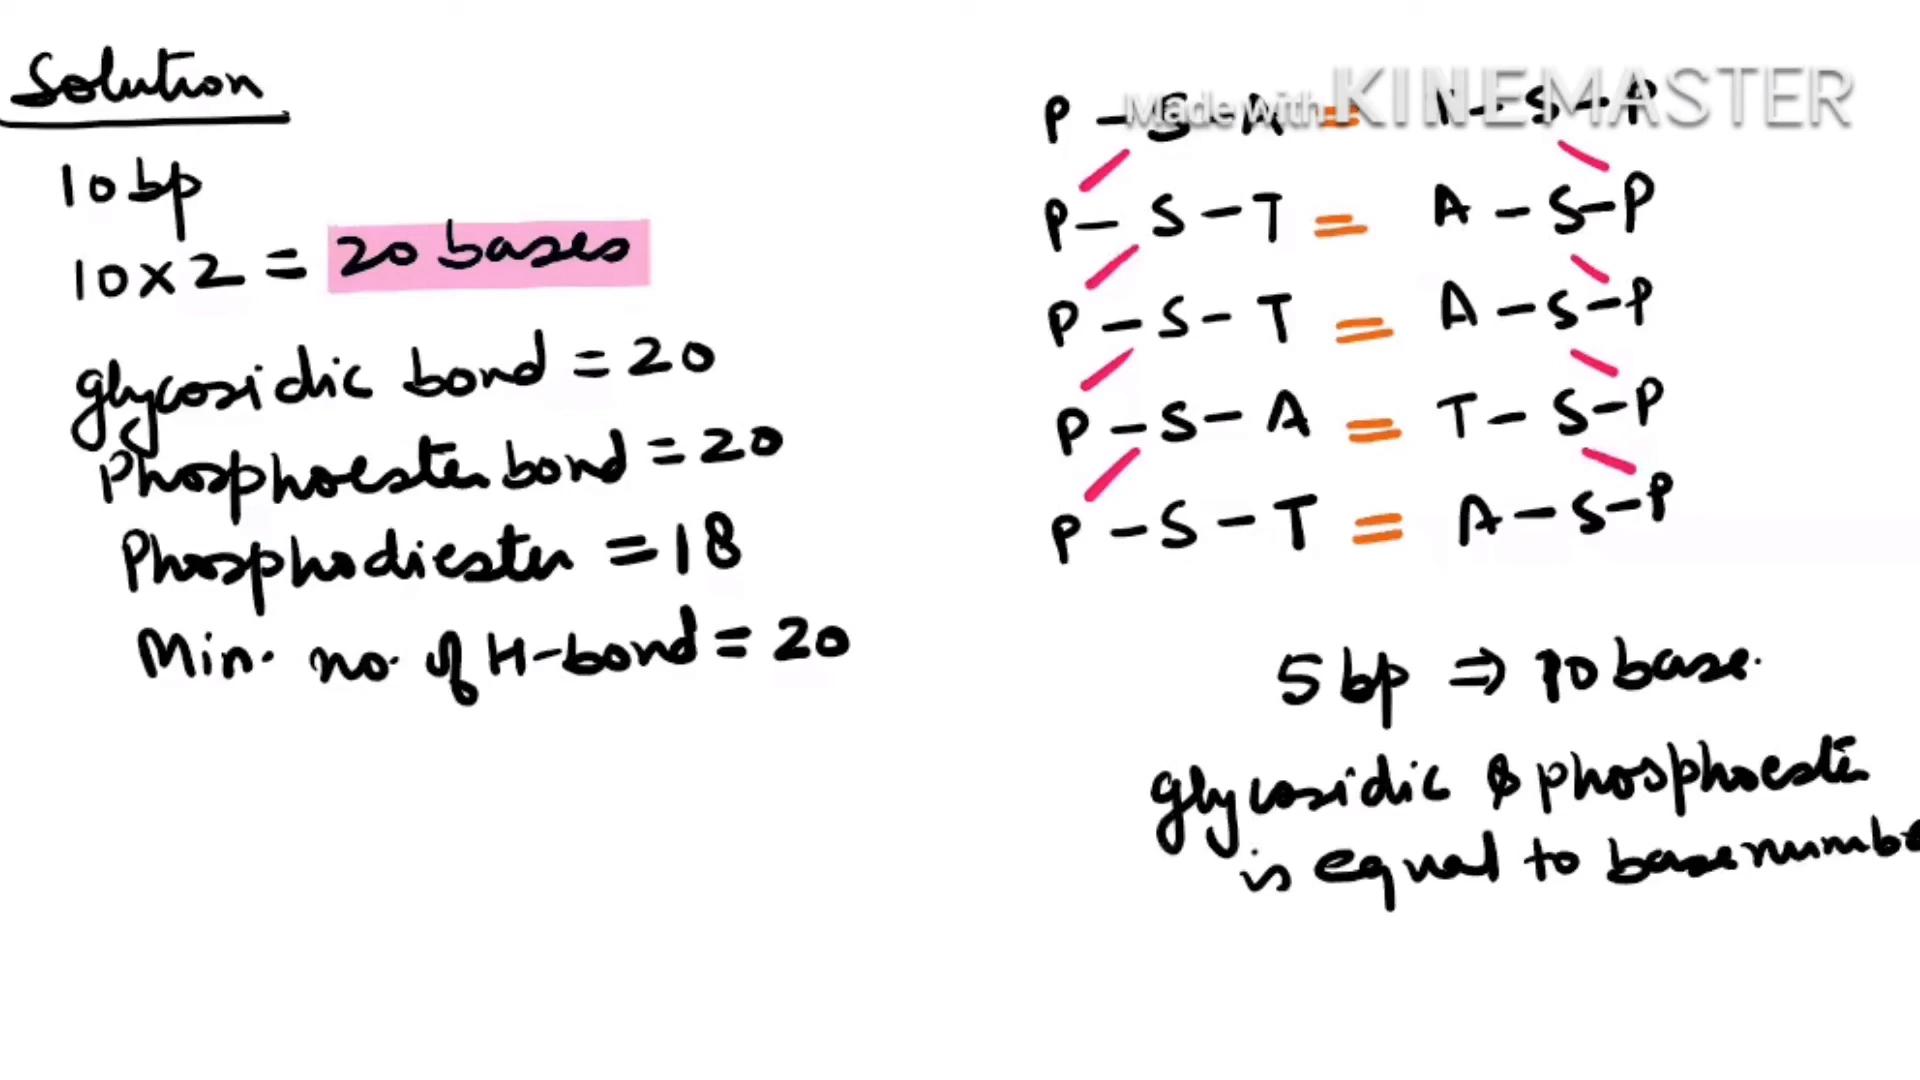 Solution
10 bp
10 x 2 = 20 bases
glycosidic bond = 20
Phosphoester bond = 20
Phosphodiester = 18
Min. no. of H-bond = 20
Made with KINEMASTER
P - S - A = T - S - P
P - S - T = A - S - P
P - S - T = A - S - P
P - S - A = T - S - P
P - S - T = A - S - P
5 bp ⇒ 10 base.
glycosidic & phosphoester
is equal to base numbe